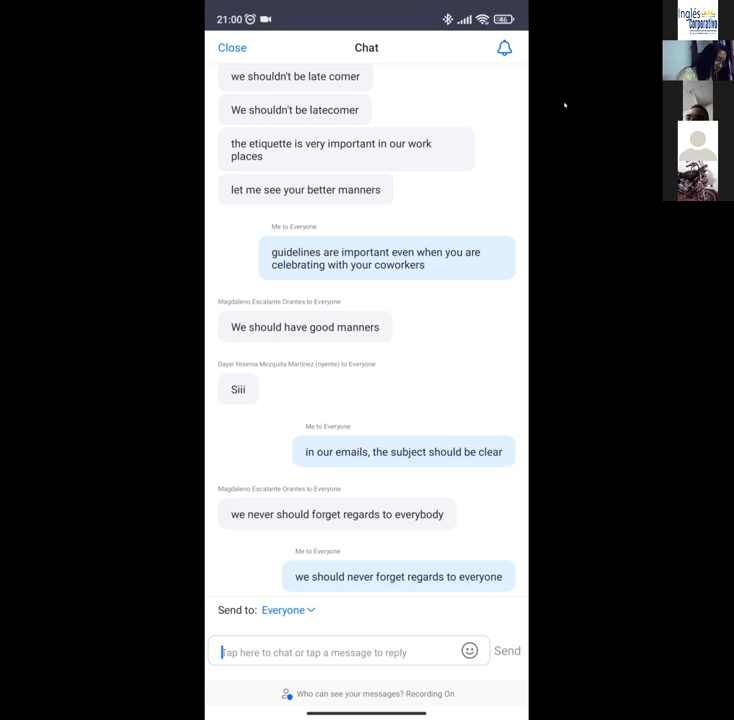 21:00
46
Close
Chat
we shouldn't be late comer
We shouldn't be latecomer
the etiquette is very important in our work
places
let me see your better manners
Me to Everyone
guidelines are important even when you are
celebrating with your coworkers
Magdaleno Escalante Orantes to Everyone
We should have good manners
Daysi Yesenia Mezquita Martínez (oyente) to Everyone
Siii
Me to Everyone
in our emails, the subject should be clear
Magdaleno Escalante Orantes to Everyone
we never should forget regards to everybody
Me to Everyone
we should never forget regards to everyone
Send to: Everyone
Tap here to chat or tap a message to reply
Send
Who can see your messages? Recording On
Inglés
Corporativo